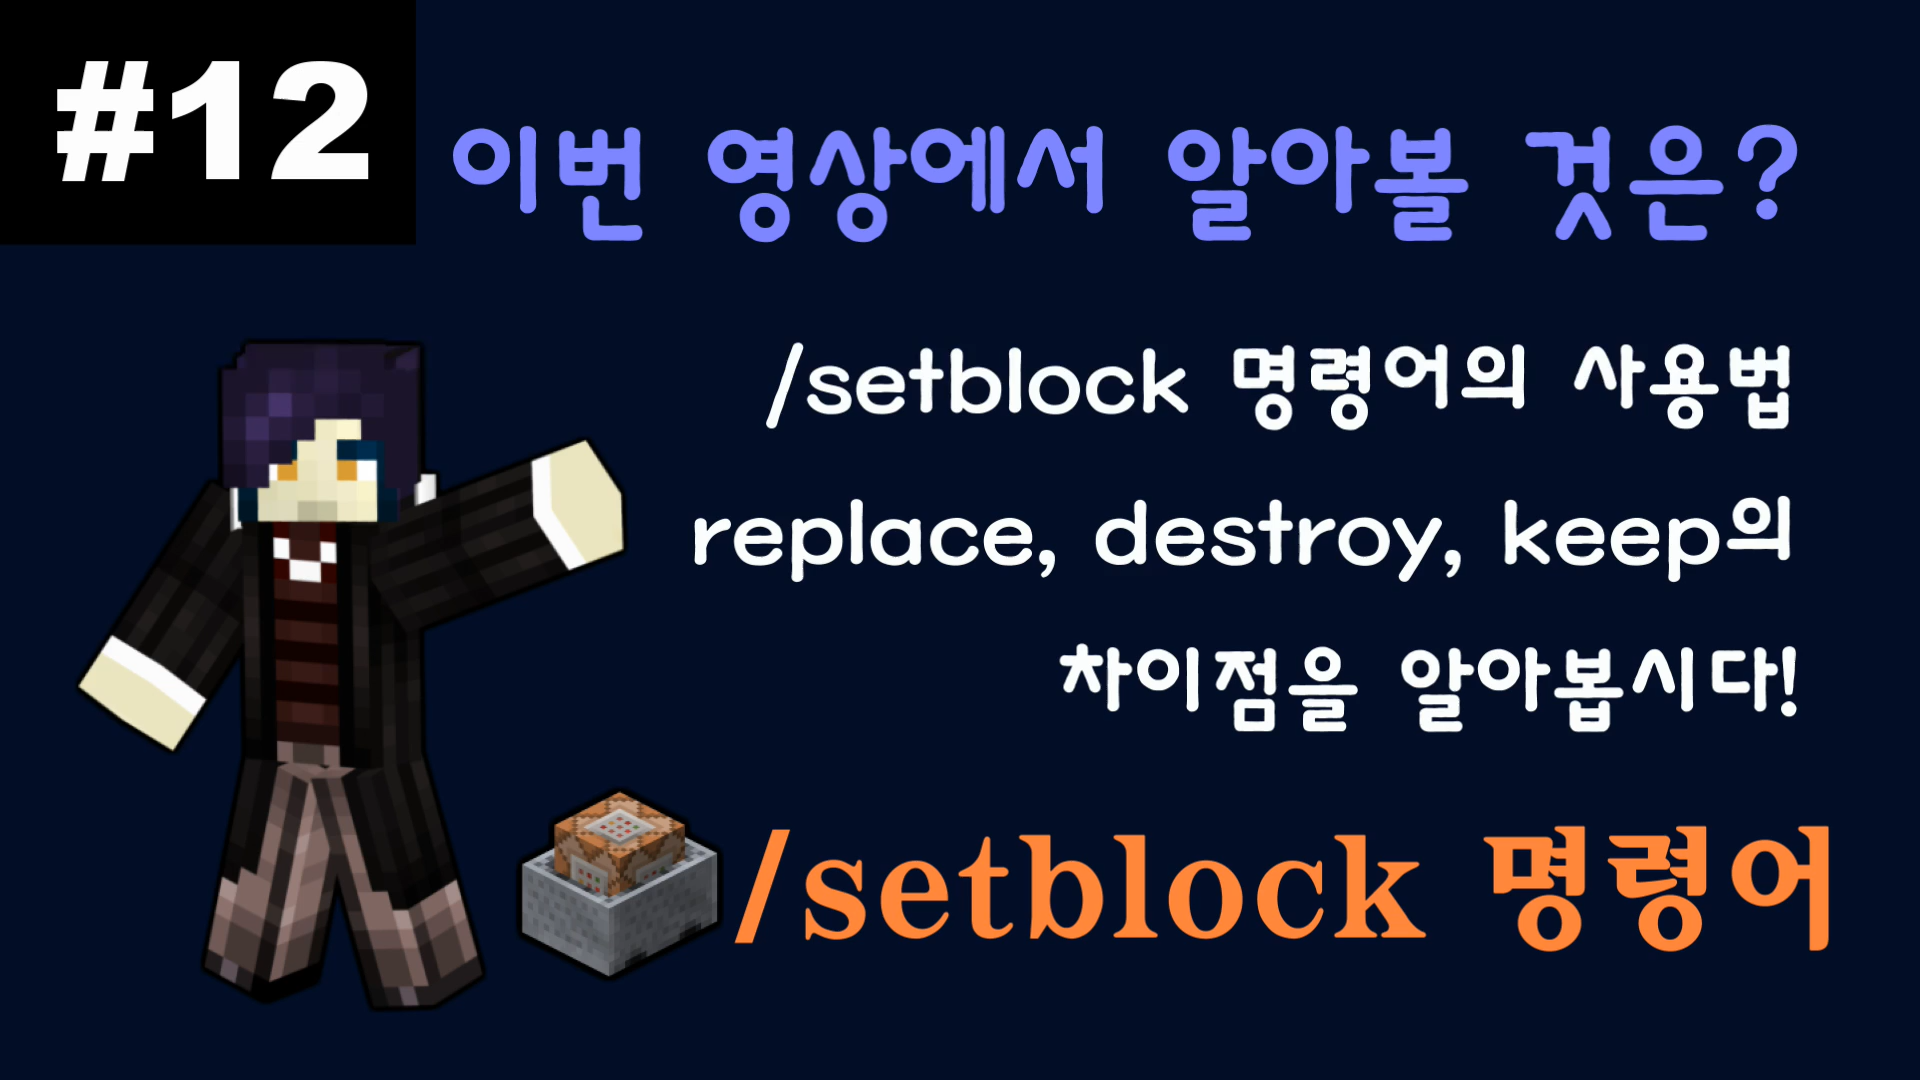 #12
이번 영상에서 알아볼 것은?
/setblock 명령어의 사용법
replace, destroy, keep의
차이점을 알아봅시다!
/setblock 명령어